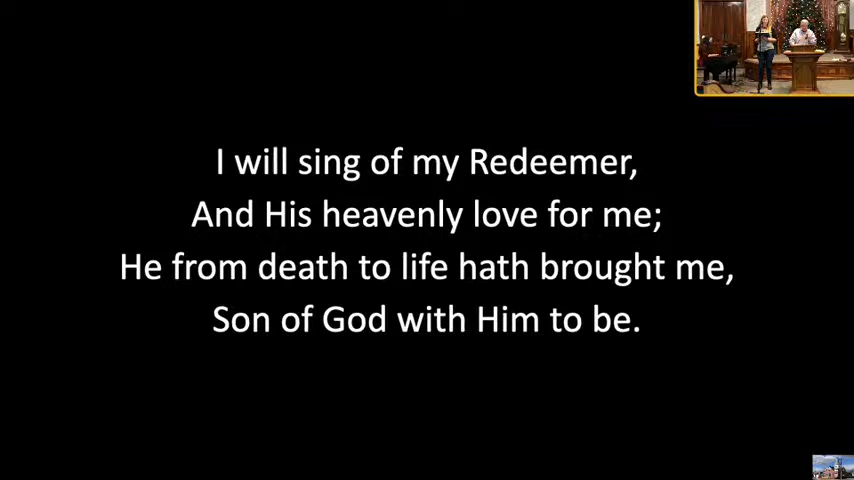 I will sing of my Redeemer,
And His heavenly love for me;
He from death to life hath brought me,
Son of God with Him to be.